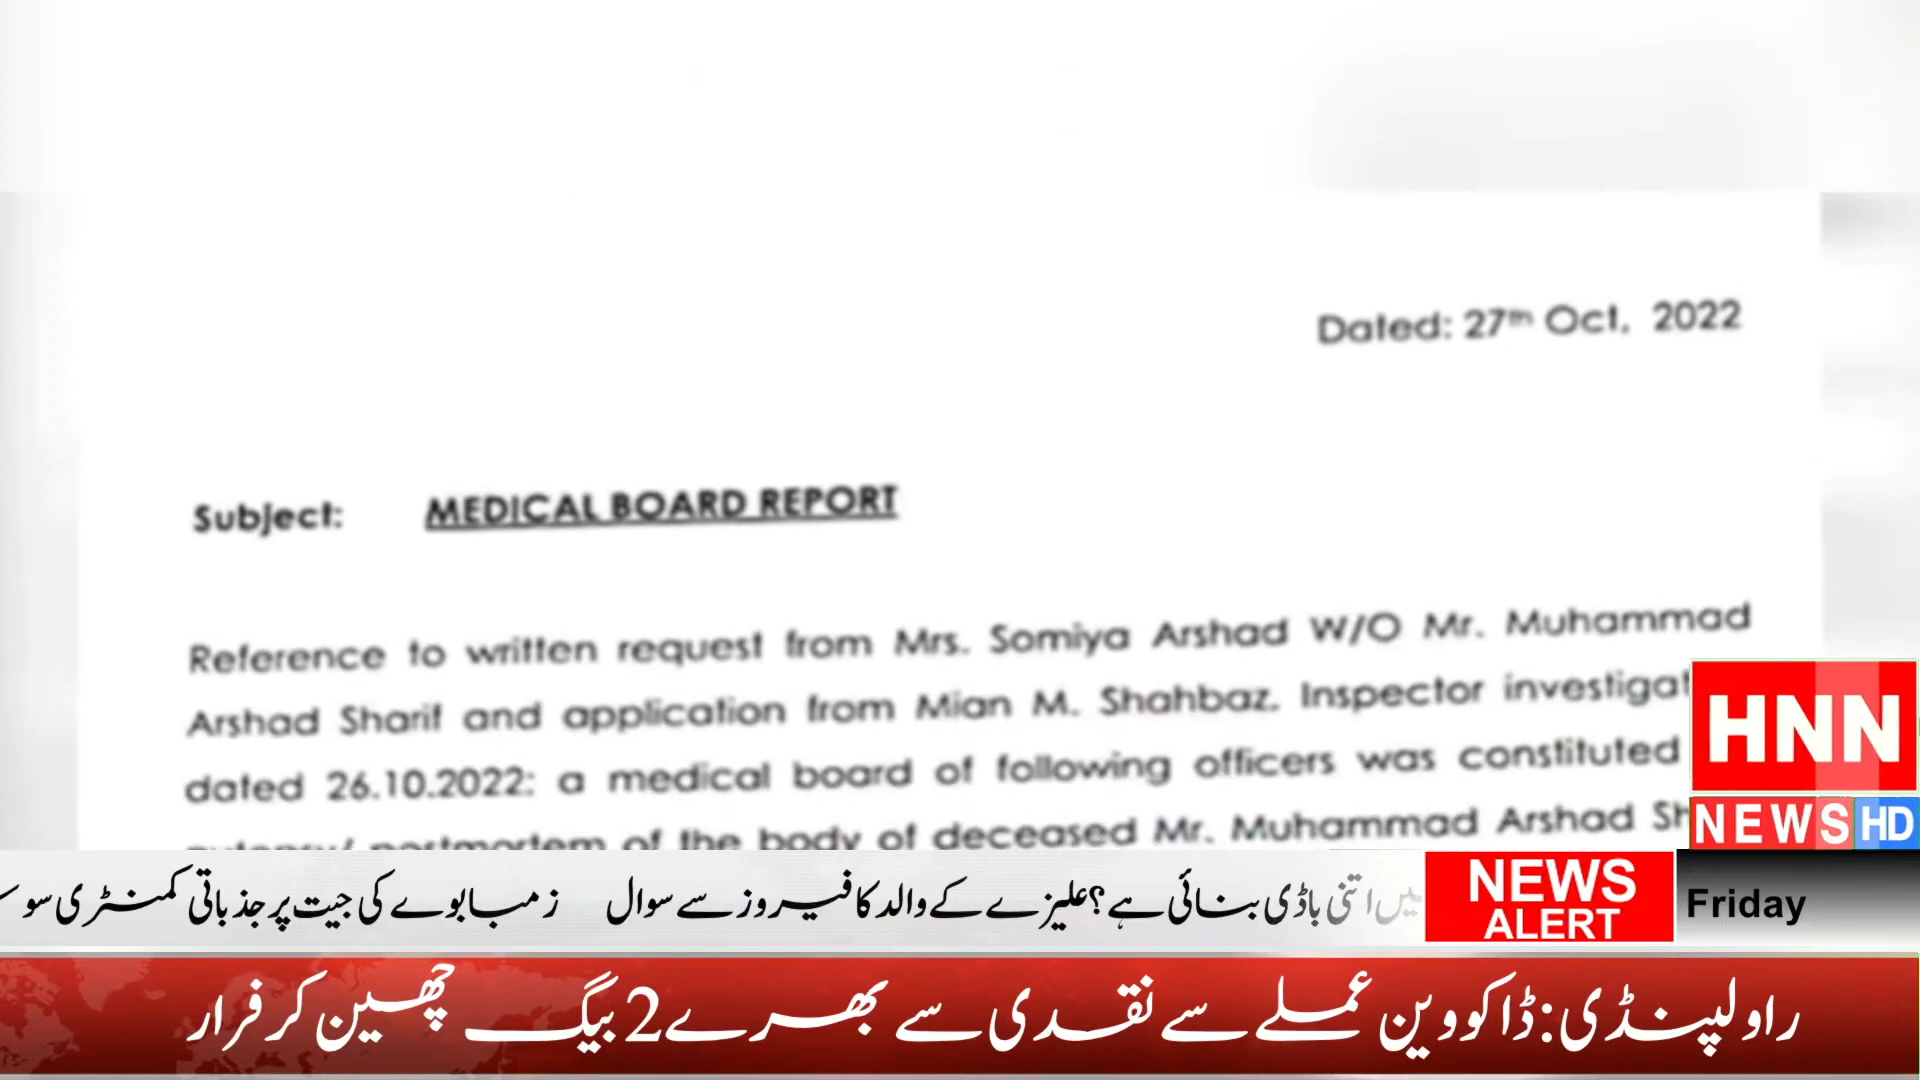 Dated: 27th Oct, 2022
Subject: MEDICAL BOARD REPORT
Reference to written request from Mrs. Somiya Arshad W/O Mr. Muhammad
Arshad Sharif and application from Mian M. Shahbaz, Inspector
dated 26.10.2022: a medical board of following officers was constituted
postmortem of the body of deceased Mr. Muhammad Arshad
HNN
NEWS HD
اتنی باڈی بنائی ہے؟ علیزے کے والد کا فیروز سے سوال زمبابوے کی جیت پر جذباتی کمنٹری
NEWS
ALERT
Friday
راولپنڈی: ڈاکو وین عملے سے نقدی سے بھرے 2 بیگ چھین کر فرار